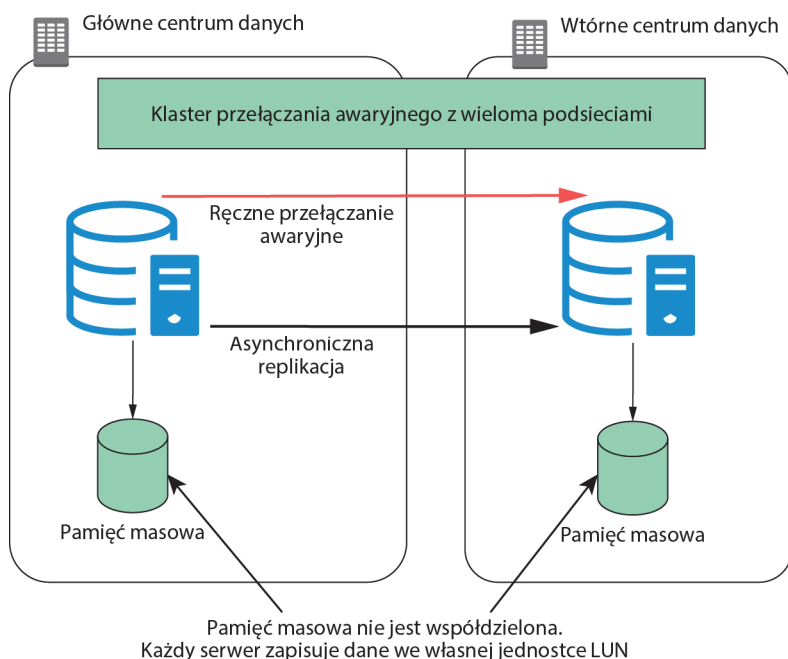 Główne centrum danych
Wtórne centrum danych
Klaster przełączania awaryjnego z wieloma podsieciami
Ręczne przełączanie
awaryjne
Asynchroniczna
replikacja
Pamięć masowa
Pamięć masowa
Pamięć masowa nie jest współdzielona.
Każdy serwer zapisuje dane we własnej jednostce LUN